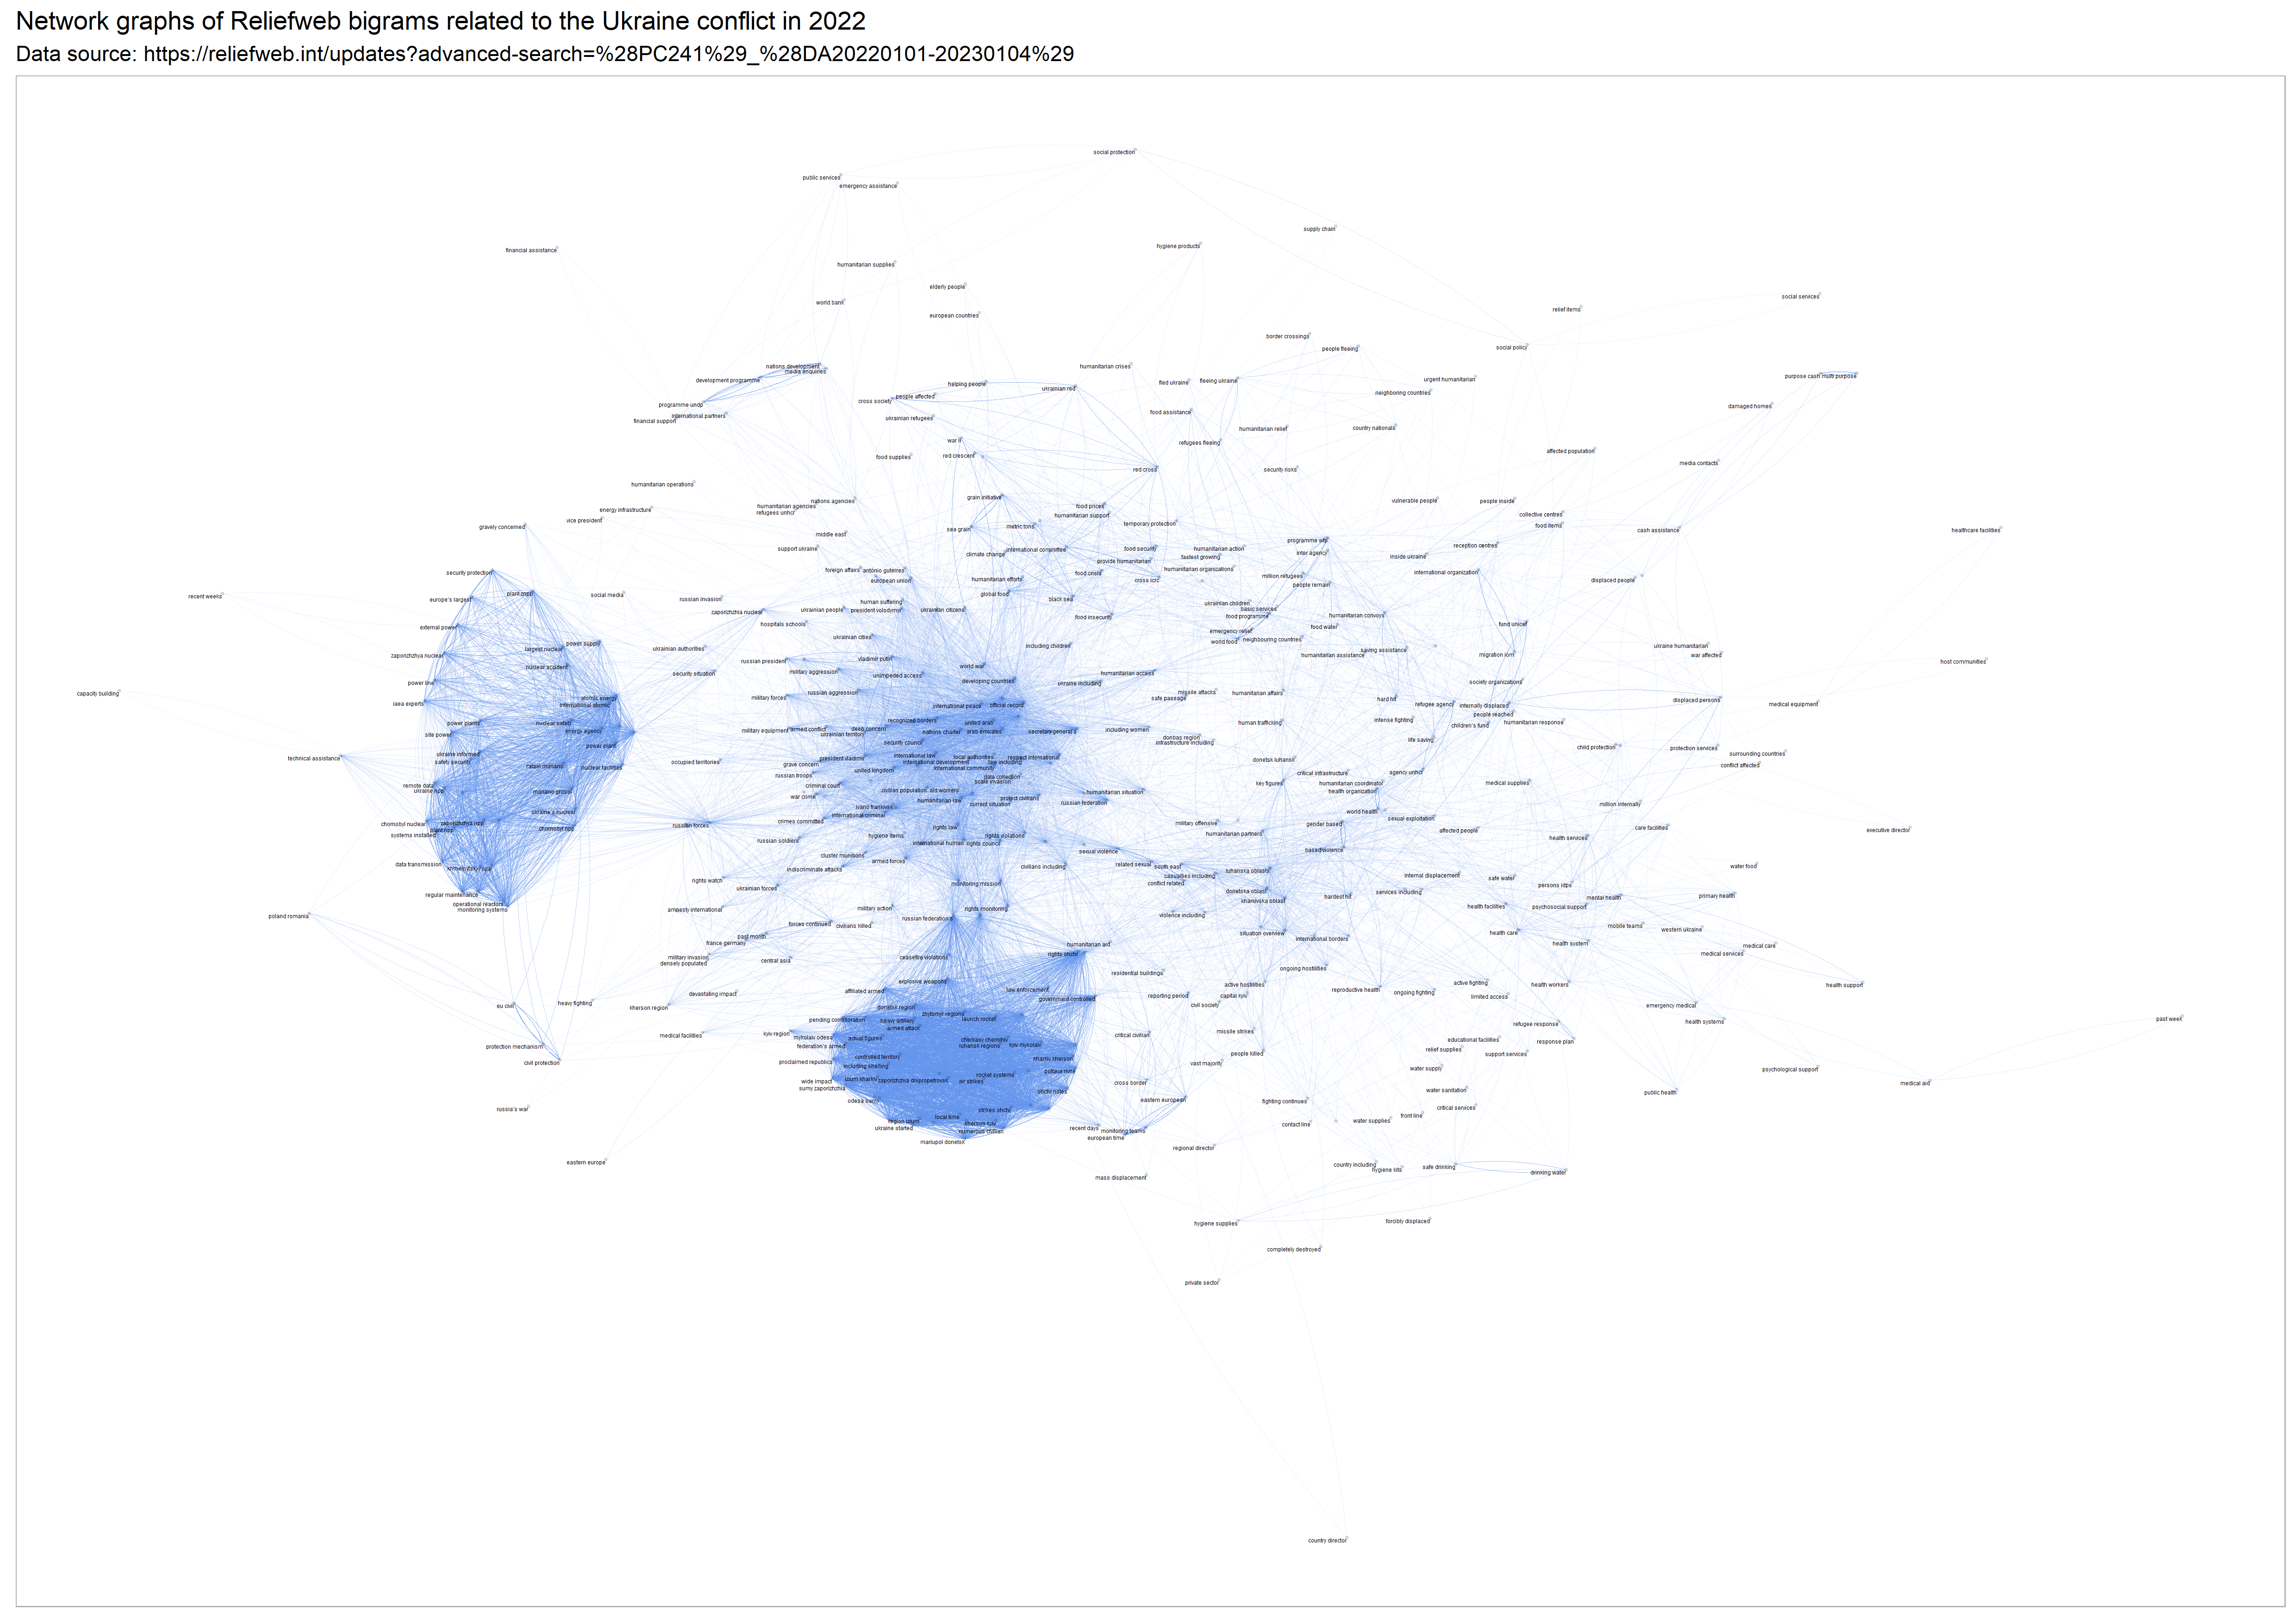 Network graphs of Reliefweb bigrams related to the Ukraine conflict in 2022
Data source: https://reliefweb.int/updates?advanced-search=%28PC241%29_%28DA20220101-20230104%29
social protection
public services
emergency assistance
supply chain
financial assistance
hygiene products
humanitarian supplies
elderly people
world bank
social services
european countries
relief items
border crossings
people fleeing
social policy
nations development
media enquiries
humanitarian crises
development programme
helping people
ukrainian red
fled ukraine
fleeing ukraine
urgent humanitarian
purpose cash
multi purpose
people affected
cross society
neighboring countries
programme undp
international partners
financial support
ukrainian refugees
food assistance
damaged homes
humanitarian relief
country nationals
war ii
refugees fleeing
red crescent
food supplies
affected population
red cross
security risks
media contacts
humanitarian operations
grain initiative
nations agencies
humanitarian agencies
refugees unhcr
food prices
humanitarian support
vulnerable people
people inside
energy infrastructure
vice president
collective centres
food items
gravely concerned
sea grain
metric tons
temporary protection
cash assistance
healthcare facilities
middle east
support ukraine
climate change
international committee
food security
humanitarian action
fastest growing
programme wfp
inter agency
reception centres
inside ukraine
provide humanitarian
humanitarian organizations
foreign affairs
antónio guterres
european union
security protection
humanitarian efforts
food crisis
cross icrc
million refugees
people remain
international organization
displaced people
recent weeks
europe's largest
plant znpp
social media
russian invasion
human suffering
global food
black sea
ukrainian children
basic services
zaporizhzhia nuclear
ukrainian people
president volodymyr
ukrainian citizens
food insecurity
food programme
humanitarian convoys
external power
hospitals schools
emergency relief
food water
fund unicef
ukrainian cities
world food
neighbouring countries
power supply
largest nuclear
ukrainian authorities
including children
saving assistance
humanitarian assistance
migration iom
ukraine humanitarian
war affected
zaporizhzhya nuclear
nuclear accident
russian president
vladimir putin
world war
host communities
security situation
military aggression
unimpeded access
developing countries
humanitarian access
ukraine including
society organizations
power line
capacity building
military forces
russian aggression
missile attacks
safe passage
humanitarian affairs
hard hit
refugee agency
internally displaced
displaced persons
medical equipment
iaea experts
atomic energy
international atomic
international peace
official record
people reached
power plants
nuclear safety
energy agency
recognized borders
united arab
arab emirates
human trafficking
intense fighting
children's fund
humanitarian response
military equipment
armed conflict
deep concern
ukrainian territory
nations charter
secretary general's
including women
donbas region
infrastructure including
life saving
site power
power plant
security council
child protection
protection services
surrounding countries
ukraine informed
safety security
technical assistance
occupied territories
president vladimir
international law
international development
local authorities
law including
respect international
donetsk luhansk
conflict affected
rafael mariano
nuclear facilities
grave concern
russian troops
united kingdom
international community
data collection
scale invasion
critical infrastructure
agency unhcr
key figures
humanitarian coordinator
health organization
medical supplies
remote data
ukraine npp
mariano grossi
criminal court
war crime
civilian population
aid workers
humanitarian law
current situation
protect civilians
humanitarian situation
russian federation
million internally
ukraine's nuclear
ivano frankivsk
international criminal
crimes committed
world health
sexual exploitation
chornobyl nuclear
zaporizhzhya npp
plant npp
systems installed
chornobyl npp
russian forces
rights law
military offensive
humanitarian partners
gender based
affected people
care facilities
executive director
russian soldiers
hygiene items
international human
rights violations
rights council
health services
sexual violence
based violence
cluster munitions
armed forces
data transmission
khmelnytskyy npp
indiscriminate attacks
civilians including
related sexual
south east
casualties including
conflict related
luhanska oblasts
internal displacement
safe water
water food
rights watch
ukrainian forces
monitoring mission
persons idps
regular maintenance
operational reactors
monitoring systems
donetska oblast
kharkivska oblast
hardest hit
services including
mental health
primary health
amnesty international
military action
rights monitoring
health facilities
psychosocial support
poland romania
russian federation's
violence including
forces continued
civilians killed
situation overview
international borders
health care
mobile teams
western ukraine
past month
france germany
humanitarian aid
rights ohchr
health system
medical care
medical services
military invasion
densely populated
central asia
ceasefire violations
residential buildings
ongoing hostilities
explosive weapons
active hostilities
active fighting
health workers
health support
affiliated armed
law enforcement
government controlled
devastating impact
reporting period
capital kyiv
reproductive health
ongoing fighting
limited access
eu civil
heavy fighting
kherson region
donetsk region
civil society
emergency medical
zhytomyr regions
launch rocket
pending corroboration
heavy artillery
armed attack
health systems
past week
refugee response
medical facilities
kyiv region
mykolaiv odesa
actual figures
critical civilian
missile strikes
educational facilities
response plan
protection mechanism
federation's armed
cherkasy chernihiv
luhansk regions
kyiv mykolaiv
people killed
relief supplies
support services
civil protection
proclaimed republics
controlled territory
including shelling
kharkiv kherson
poltava rivne
vast majority
water supply
psychological support
wide impact
sumy zaporizhzhia
izium kharkiv
zaporizhzhia dnipropetrovsk
air strikes
rocket systems
ohchr notes
cross border
water sanitation
public health
medical aid
russia's war
odesa sumy
strikes ohchr
eastern european
fighting continues
critical services
front line
local time
region izium
ukraine started
kherson kyiv
numerous civilian
mariupol donetsk
recent days
monitoring teams
european time
contact line
water supplies
regional director
eastern europe
mass displacement
country including
hygiene kits
safe drinking
drinking water
hygiene supplies
forcibly displaced
completely destroyed
private sector
country director